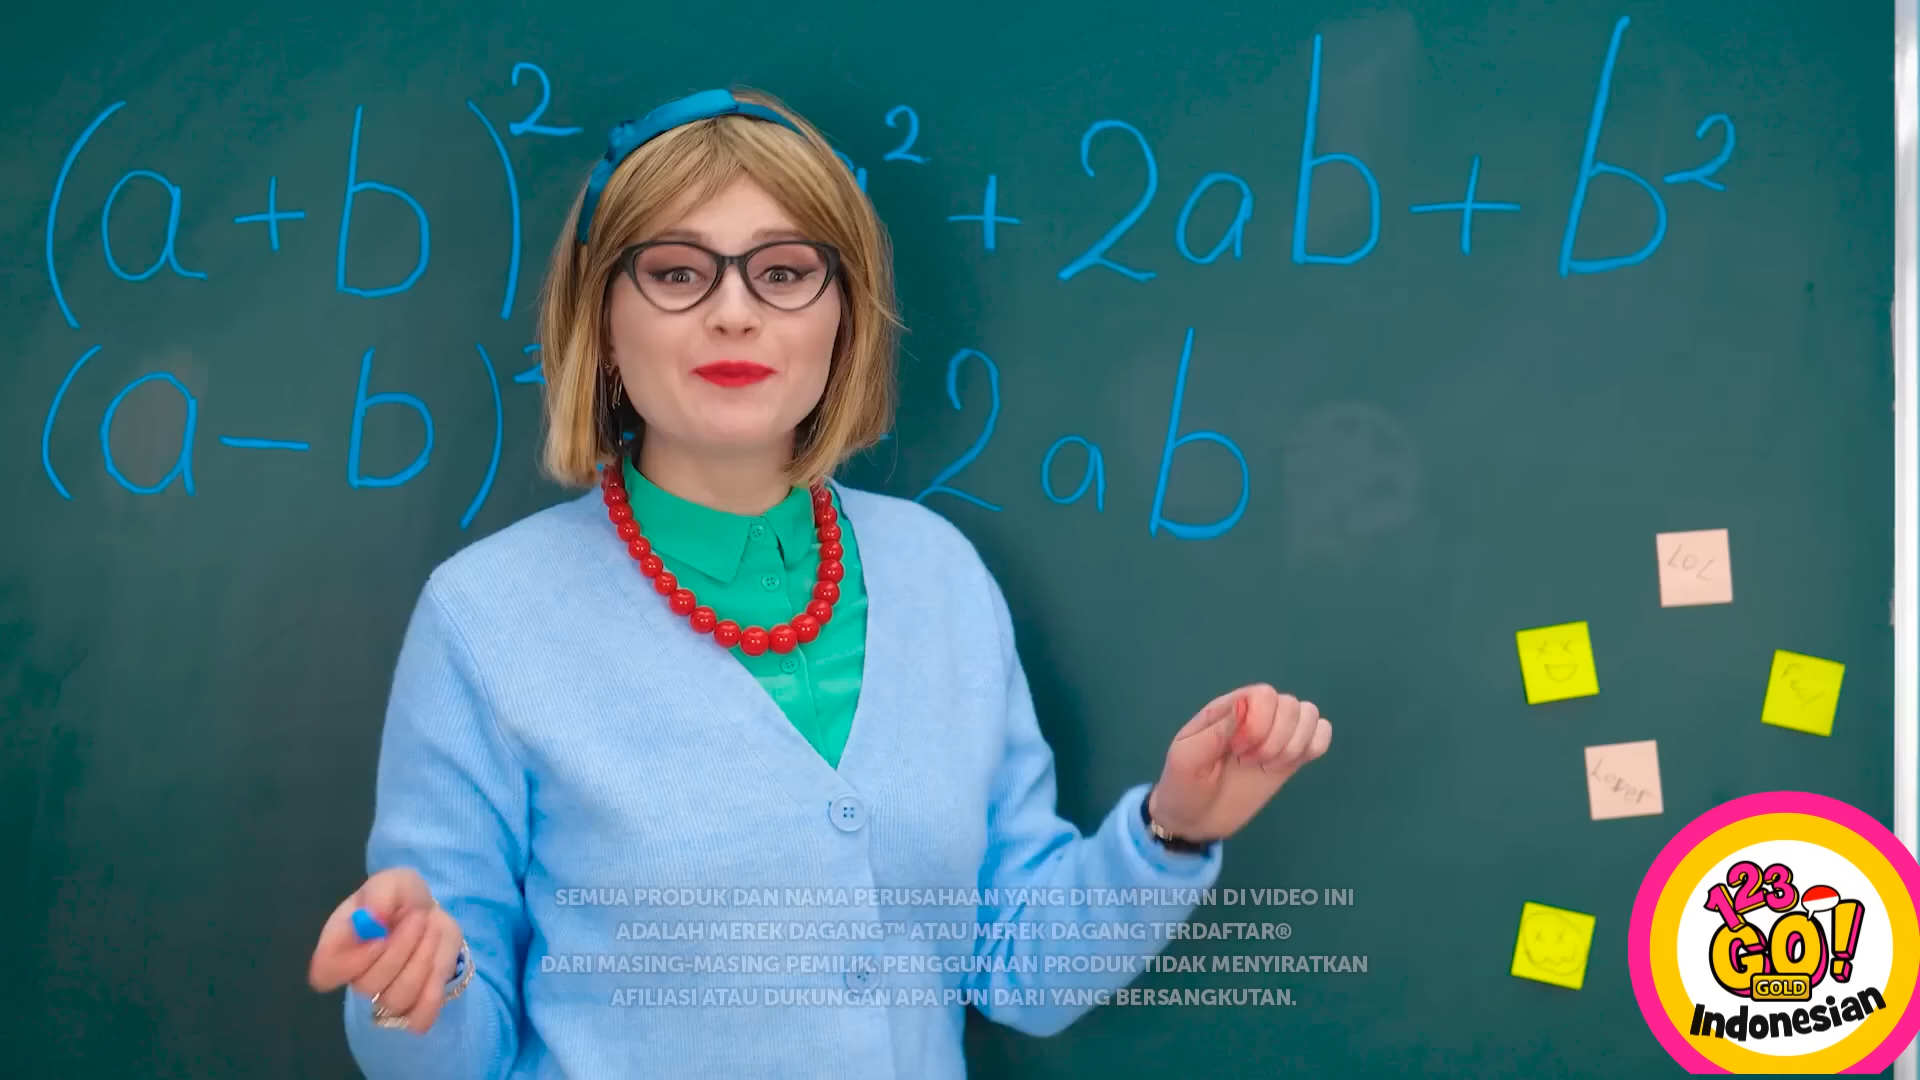 (a+b)² a² + 2ab + b²
(a-b)² 2ab
LOL
Loser
SEMUA PRODUK DAN NAMA PERUSAHAAN YANG DITAMPILKAN DI VIDEO INI
ADALAH MEREK DAGANG™ ATAU MEREK DAGANG TERDAFTAR®
DARI MASING-MASING PEMILIK. PENGGUNAAN PRODUK TIDAK MENYIRATKAN
AFILIASI ATAU DUKUNGAN APA PUN DARI YANG BERSANGKUTAN.
123
GO!
GOLD
Indonesian